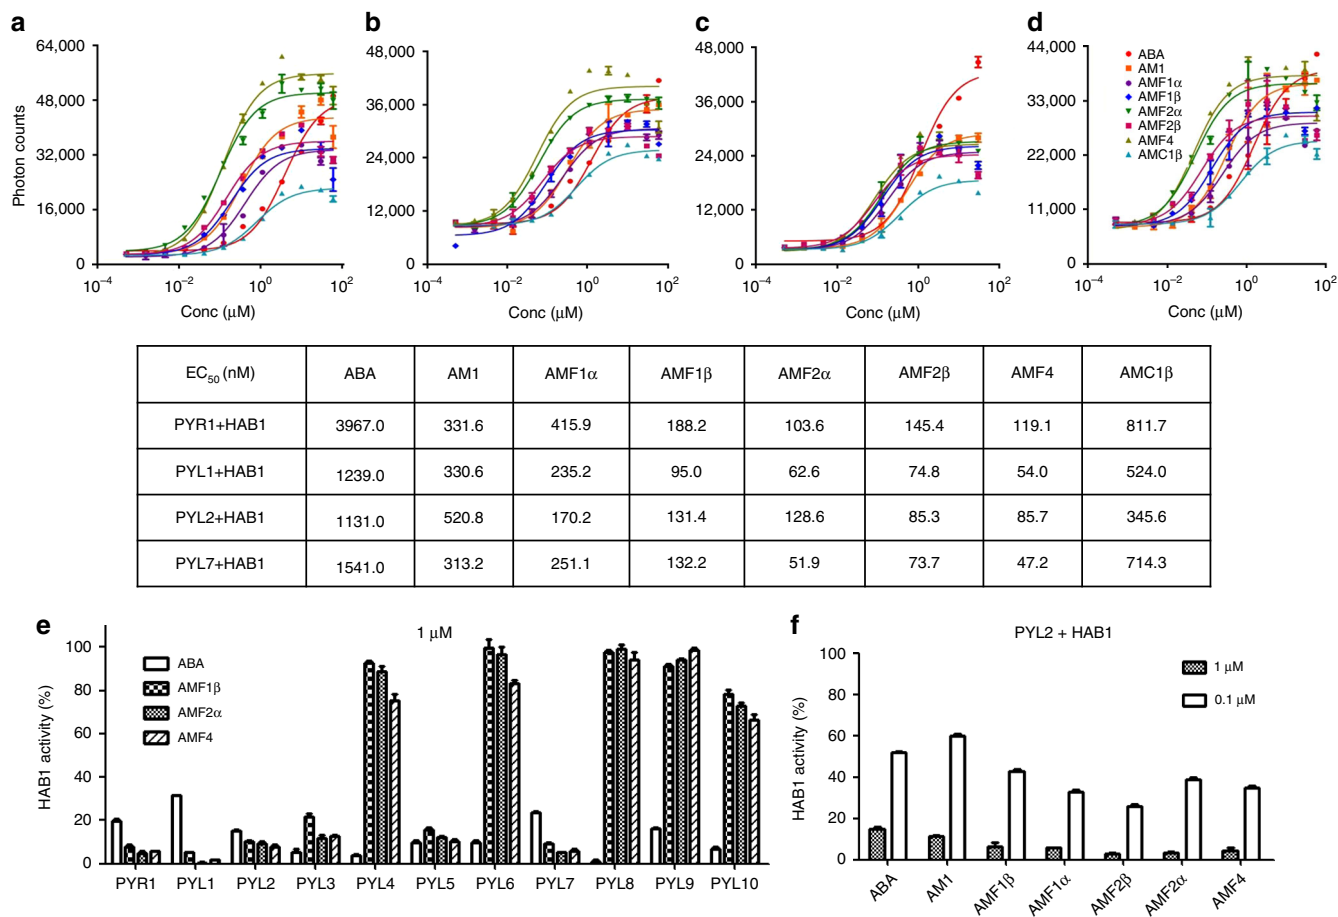 a
b
c
d
Photon counts
64,000
48,000
32,000
16,000
0
10⁻⁴
10⁻²
10⁰
10²
Conc (μM)
48,000
36,000
24,000
12,000
0
10⁻⁴
10⁻²
10⁰
10²
Conc (μM)
48,000
36,000
24,000
12,000
0
10⁻⁴
10⁻²
10⁰
10²
Conc (μM)
44,000
33,000
22,000
11,000
0
10⁻⁴
10⁻²
10⁰
10²
Conc (μM)
ABA
AM1
AMF1α
AMF1β
AMF2α
AMF2β
AMF4
AMC1β
EC₅₀ (nM) ABA AM1 AMF1α AMF1β AMF2α AMF2β AMF4 AMC1β
PYR1+HAB1 3967.0 331.6 415.9 188.2 103.6 145.4 119.1 811.7
PYL1+HAB1 1239.0 330.6 235.2 95.0 62.6 74.8 54.0 524.0
PYL2+HAB1 1131.0 520.8 170.2 131.4 128.6 85.3 85.7 345.6
PYL7+HAB1 1541.0 313.2 251.1 132.2 51.9 73.7 47.2 714.3
e
1 μM
HAB1 activity (%)
100
80
60
40
20
0
ABA
AMF1β
AMF2α
AMF4
PYR1 PYL1 PYL2 PYL3 PYL4 PYL5 PYL6 PYL7 PYL8 PYL9 PYL10
f
PYL2 + HAB1
HAB1 activity (%)
100
80
60
40
20
0
1 μM
0.1 μM
ABA
AM1
AMF1β
AMF1α
AMF2β
AMF2α
AMF4